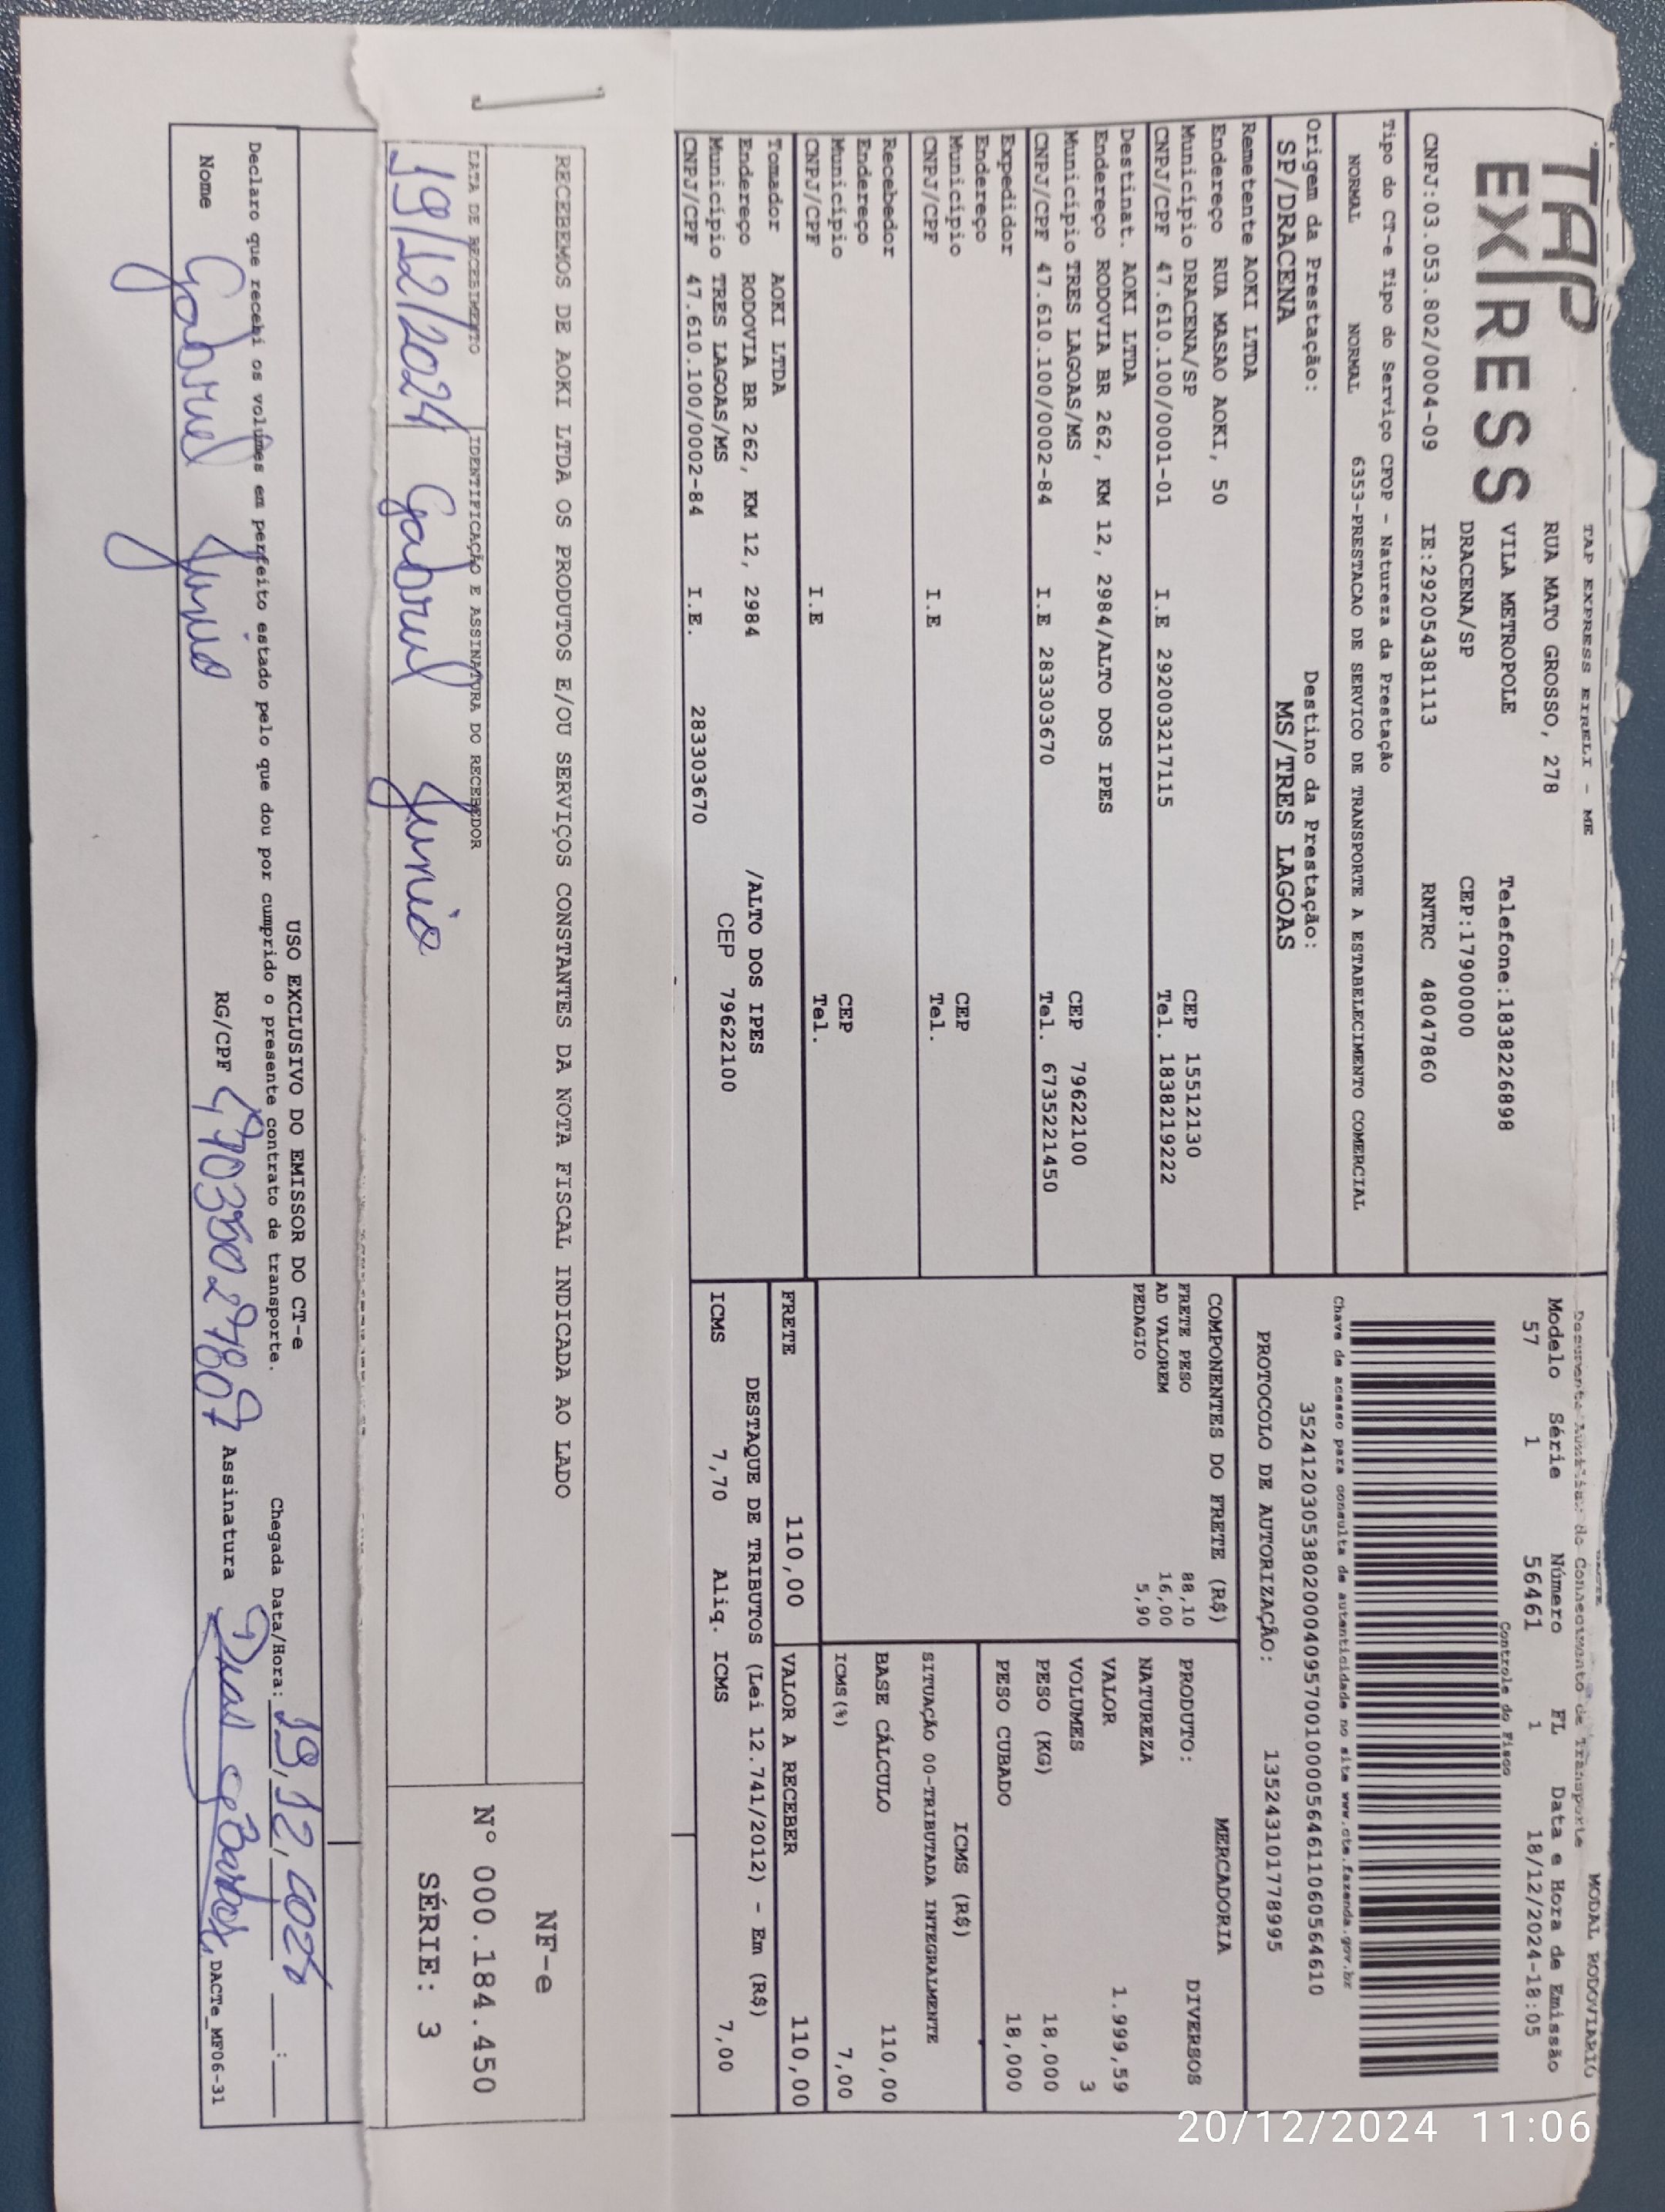 TAP
EXPRESS
TAP EXPRESS EIRELI - ME
RUA MATO GROSSO, 278
VILA METROPOLE Telefone:1838226898
DRACENA/SP CEP:17900000
CNPJ:03.053.802/0004-09 IE:292054381113 RNTRC 48047860
Tipo do CT-e Tipo do Serviço CFOP - Natureza da Prestação
NORMAL NORMAL 6353-PRESTACAO DE SERVICO DE TRANSPORTE A ESTABELECIMENTO COMERCIAL
Origem da Prestação: Destino da Prestação:
SP/DRACENA MS/TRES LAGOAS
Remetente AOKI LTDA
Endereço RUA MASAO AOKI, 50
Município DRACENA/SP CEP 15512130
CNPJ/CPF 47.610.100/0001-01 I.E 292003217115 Tel. 1838219222
Destinat. AOKI LTDA
Endereço RODOVIA BR 262, KM 12, 2984/ALTO DOS IPES
Município TRES LAGOAS/MS CEP 79622100
CNPJ/CPF 47.610.100/0002-84 I.E 283303670 Tel. 6735221450
Expedidor
Endereço
Município CEP
CNPJ/CPF I.E Tel.
Recebedor
Endereço
Município CEP
CNPJ/CPF I.E Tel.
Tomador AOKI LTDA
Endereço RODOVIA BR 262, KM 12, 2984 /ALTO DOS IPES
Município TRES LAGOAS/MS CEP 79622100
CNPJ/CPF 47.610.100/0002-84 I.E. 283303670
MODAL RODOVIARIO
Documento Auxiliar do Conhecimento de Transporte
Modelo Série Número FL Data e Hora de Emissão
57 1 56461 1 18/12/2024-18:05
Controle do Fisco
Chave de acesso para consulta de autenticidade no site www.cte.fazenda.gov.br
35241203053802000409570010000564611060564610
PROTOCOLO DE AUTORIZAÇÃO: 135243101778995
COMPONENTES DO FRETE (R$)
FRETE PESO 88,10
AD VALOREM 16,00
PEDAGIO 5,90
MERCADORIA
PRODUTO: DIVERSOS
NATUREZA
VALOR 1.999,59
VOLUMES 3
PESO (KG) 18,000
PESO CUBADO 18,000
ICMS (R$)
SITUAÇÃO 00-TRIBUTADA INTEGRALMENTE
BASE CÁLCULO 110,00
ICMS(%) 7,00
FRETE 110,00 VALOR A RECEBER 110,00
DESTAQUE DE TRIBUTOS (Lei 12.741/2012) - Em (R$)
ICMS 7,70 Aliq. ICMS 7,00
RECEBEMOS DE AOKI LTDA OS PRODUTOS E/OU SERVIÇOS CONSTANTES DA NOTA FISCAL INDICADA AO LADO
DATA DE RECEBIMENTO IDENTIFICAÇÃO E ASSINATURA DO RECEBEDOR
19/12/2024 Gabriel Junio
NF-e
N° 000.184.450
SÉRIE: 3
USO EXCLUSIVO DO EMISSOR DO CT-e
Declaro que recebi os volumes em perfeito estado pelo que dou por cumprido o presente contrato de transporte. Chegada Data/Hora: 19/12/ __:__
Nome Gabriel Junio RG/CPF Assinatura
DACTe_MF06-31
20/12/2024 11:06